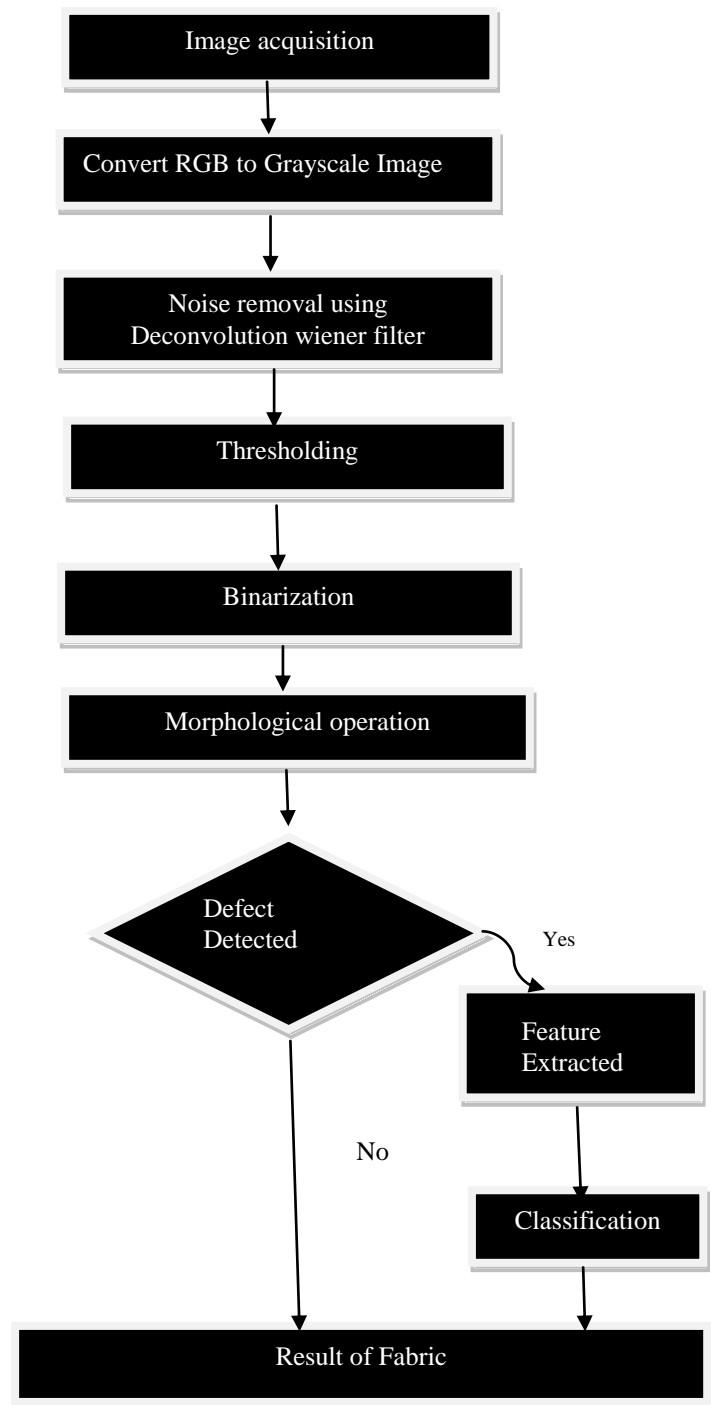 Image acquisition
Convert RGB to Grayscale Image
Noise removal using
Deconvolution wiener filter
Thresholding
Binarization
Morphological operation
Defect
Detected
Yes
Feature
Extracted
No
Classification
Result of Fabric